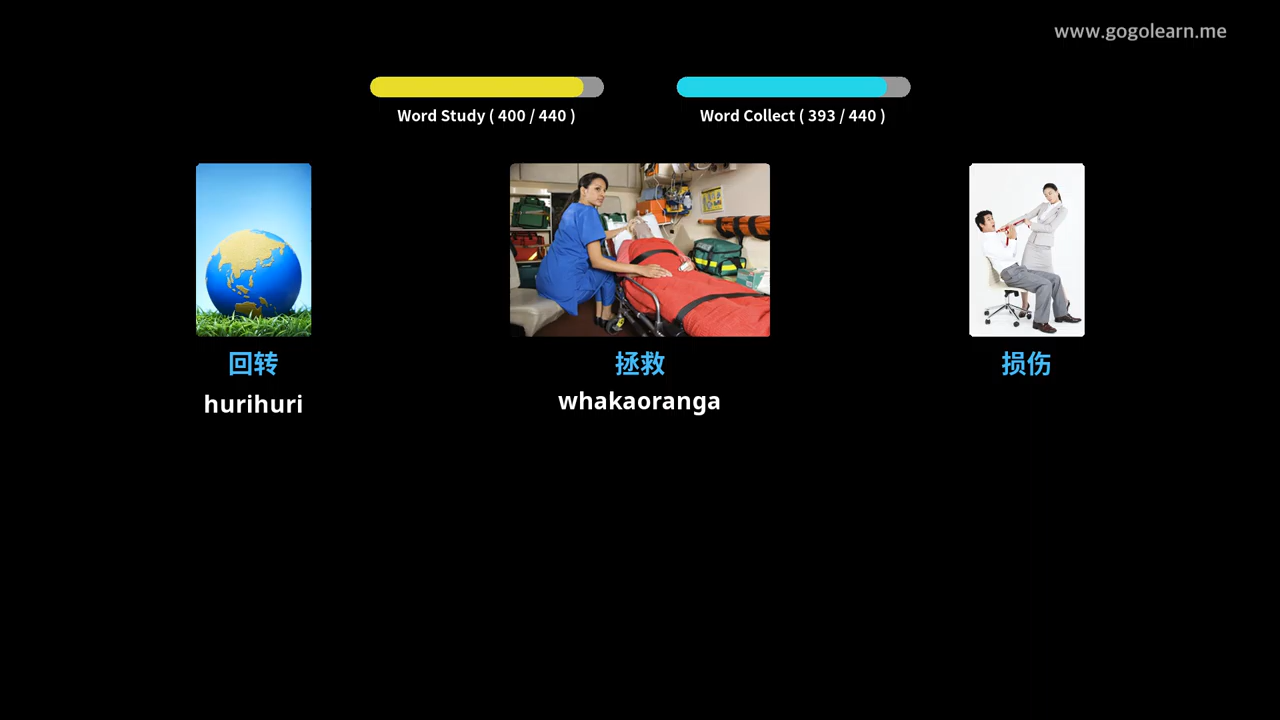 www.gogolearn.me
Word Study ( 400 / 440 )
Word Collect ( 393 / 440 )
回转
拯救
损伤
hurihuri
whakaoranga